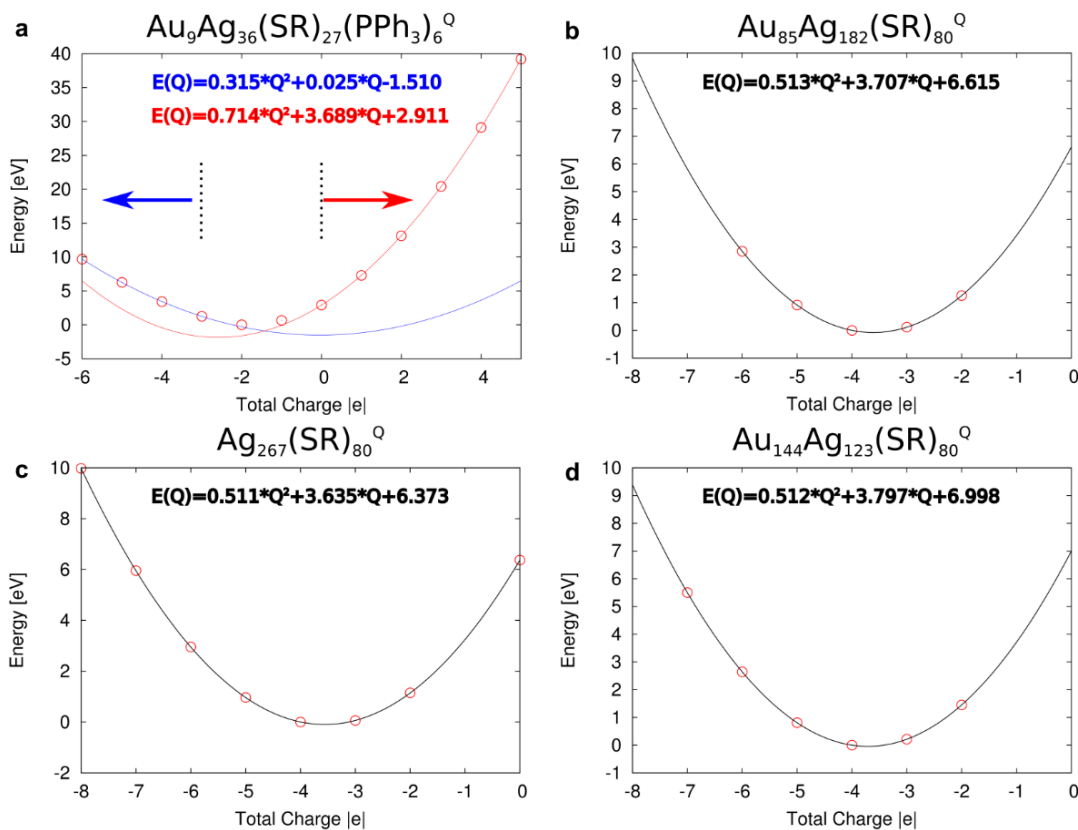 a
Au₉Ag₃₆(SR)₂₇(PPh₃)₆^Q
E(Q)=0.315*Q²+0.025*Q-1.510
E(Q)=0.714*Q²+3.689*Q+2.911
Energy [eV]
40
35
30
25
20
15
10
5
0
-5
-6 -4 -2 0 2 4
Total Charge |e|
b
Au₈₅Ag₁₈₂(SR)₈₀^Q
E(Q)=0.513*Q²+3.707*Q+6.615
Energy [eV]
10
9
8
7
6
5
4
3
2
1
0
-1
-8 -7 -6 -5 -4 -3 -2 -1 0
Total Charge |e|
c
Ag₂₆₇(SR)₈₀^Q
E(Q)=0.511*Q²+3.635*Q+6.373
Energy [eV]
10
8
6
4
2
0
-2
-8 -7 -6 -5 -4 -3 -2 -1 0
Total Charge |e|
d
Au₁₄₄Ag₁₂₃(SR)₈₀^Q
E(Q)=0.512*Q²+3.797*Q+6.998
Energy [eV]
10
9
8
7
6
5
4
3
2
1
0
-1
-8 -7 -6 -5 -4 -3 -2 -1 0
Total Charge |e|